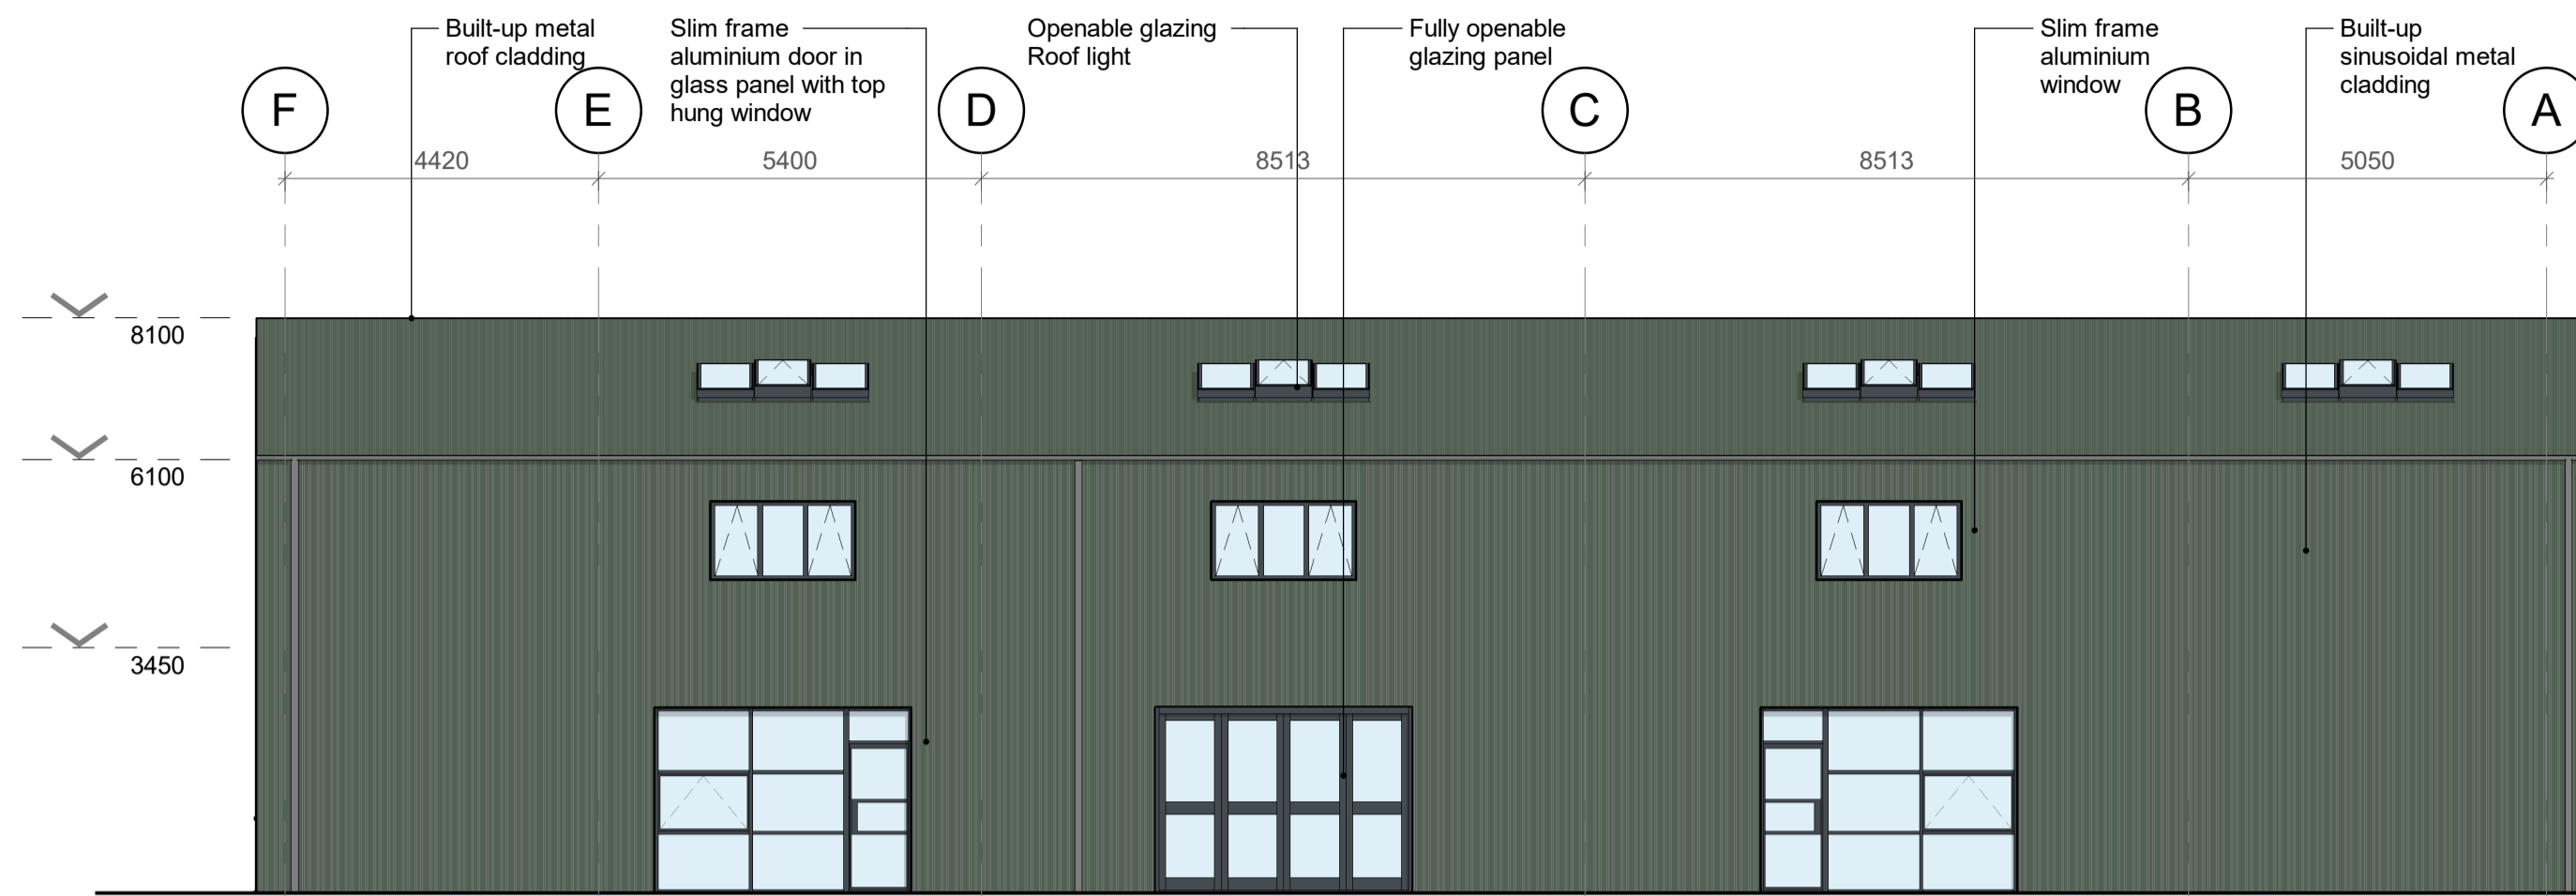 Built-up metal
roof cladding
Slim frame
aluminium door in
glass panel with top
hung window
Openable glazing
Roof light
Fully openable
glazing panel
Slim frame
aluminium
window
Built-up
sinusoidal metal
cladding
F
E
D
C
B
A
4420
5400
8513
8513
5050
8100
6100
3450